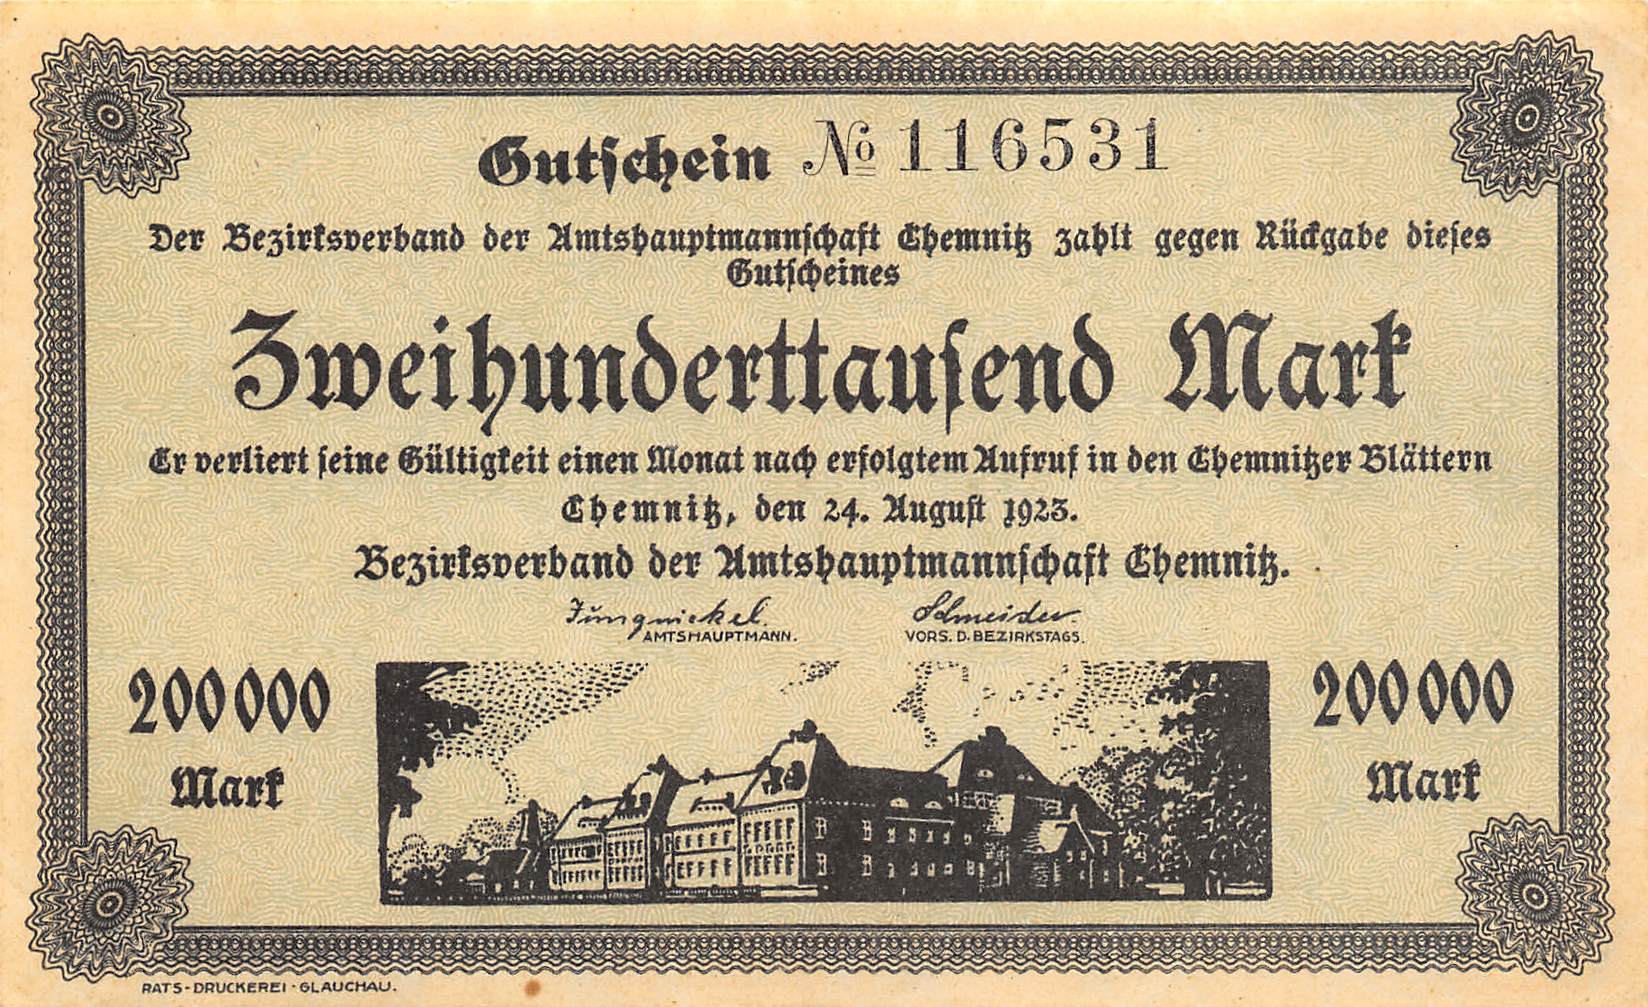 Gutschein № 116531
Der Bezirksverband der Amtshauptmannschaft Chemnitz zahlt gegen Rückgabe dieses
Gutscheines
Zweihunderttausend Mark
Er verliert seine Gültigkeit einen Monat nach erfolgtem Aufruf in den Chemnitzer Blättern
Chemnitz, den 24. August 1923.
Bezirksverband der Amtshauptmannschaft Chemnitz.
Jungnickel. Schneider.
AMTSHAUPTMANN. VORS. D. BEZIRKSTAGS.
200000 200000
Mark Mark
RATS-DRUCKEREI · GLAUCHAU.